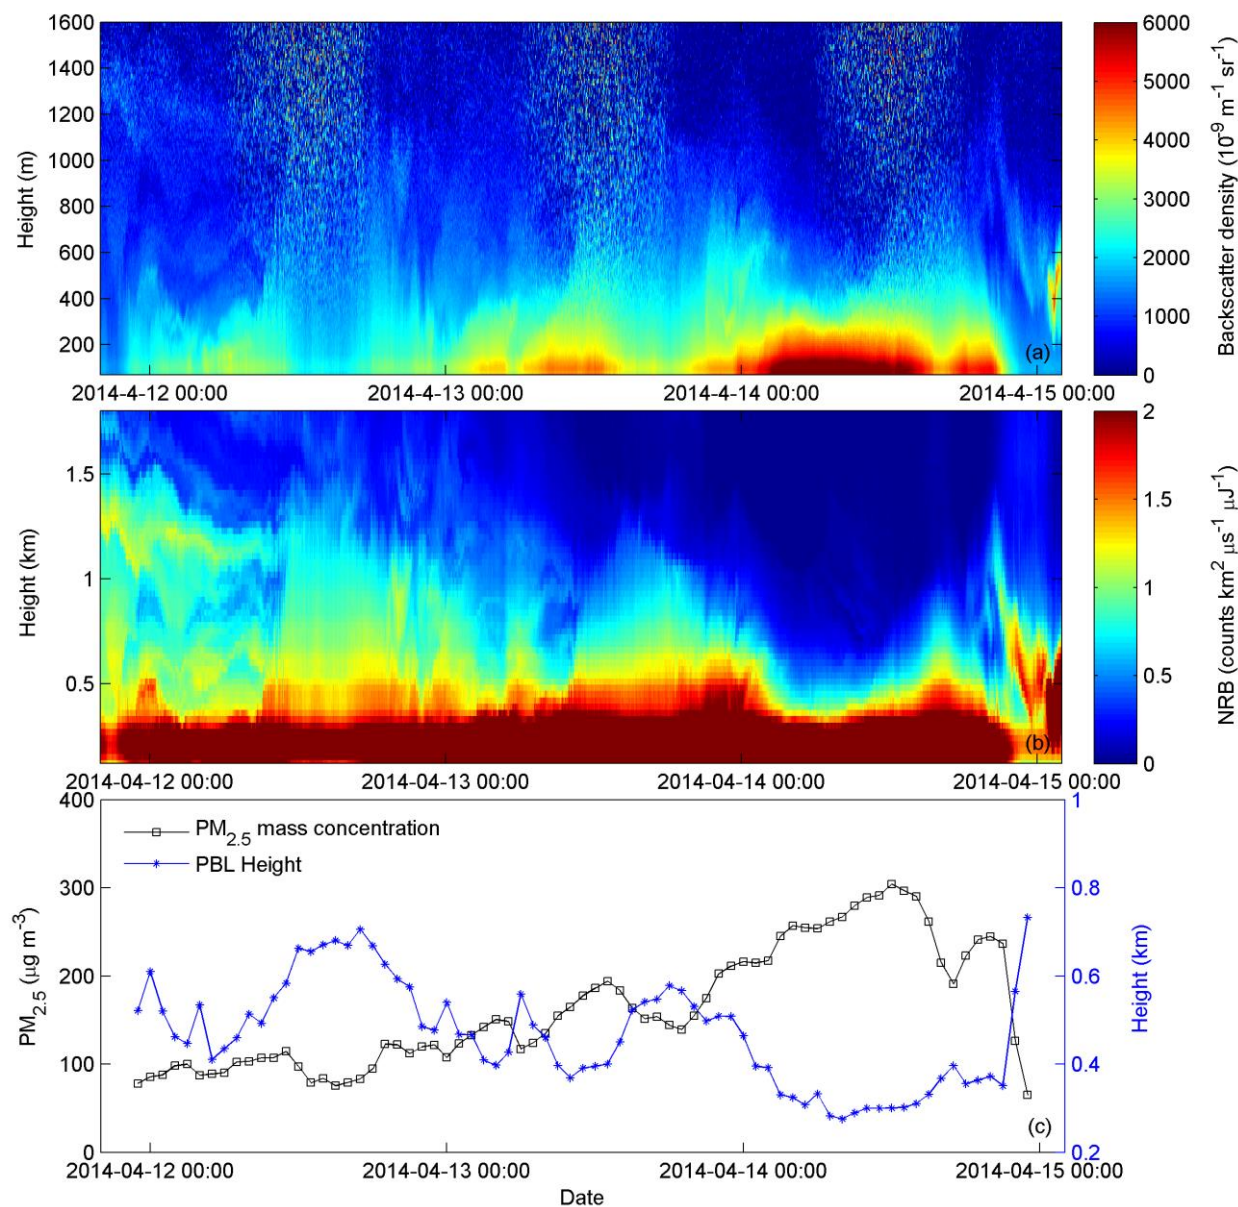 1600
1400
1200
1000
800
600
400
200
Height (m)
(a)
2014-4-12 00:00 2014-4-13 00:00 2014-4-14 00:00 2014-4-15 00:00
6000
5000
4000
3000
2000
1000
0
Backscatter density (10⁻⁹ m⁻¹ sr⁻¹)
1.5
1
0.5
Height (km)
(b)
2014-04-12 00:00 2014-04-13 00:00 2014-04-14 00:00 2014-04-15 00:00
2
1.5
1
0.5
0
NRB (counts km² μs⁻¹ μJ⁻¹)
400
300
200
100
0
PM₂.₅ (μg m⁻³)
PM₂.₅ mass concentration
PBL Height
(c)
1
0.8
0.6
0.4
0.2
Height (km)
2014-04-12 00:00 2014-04-13 00:00 2014-04-14 00:00 2014-04-15 00:00
Date